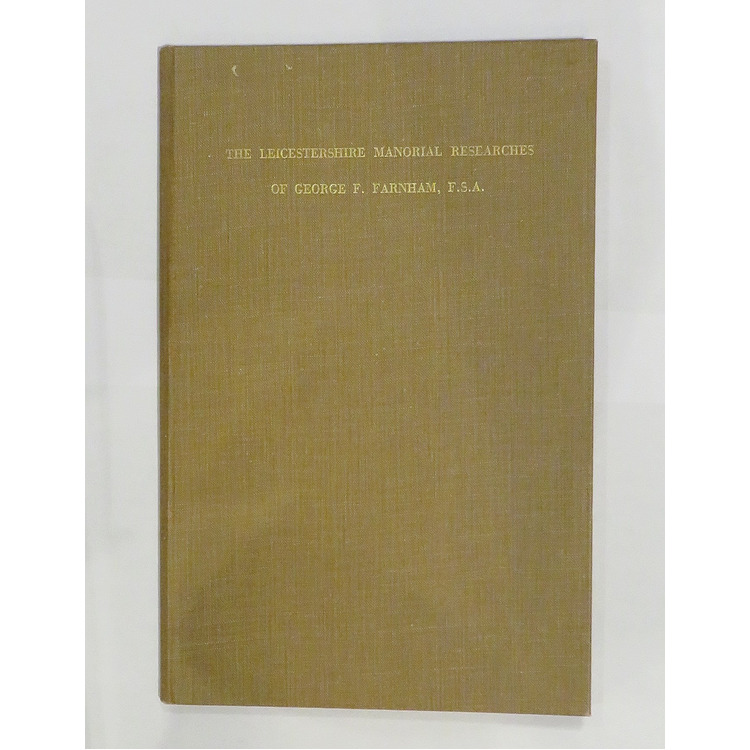 THE LEICESTERSHIRE MANORIAL RESEARCHES
OF GEORGE F. FARNHAM, F.S.A.